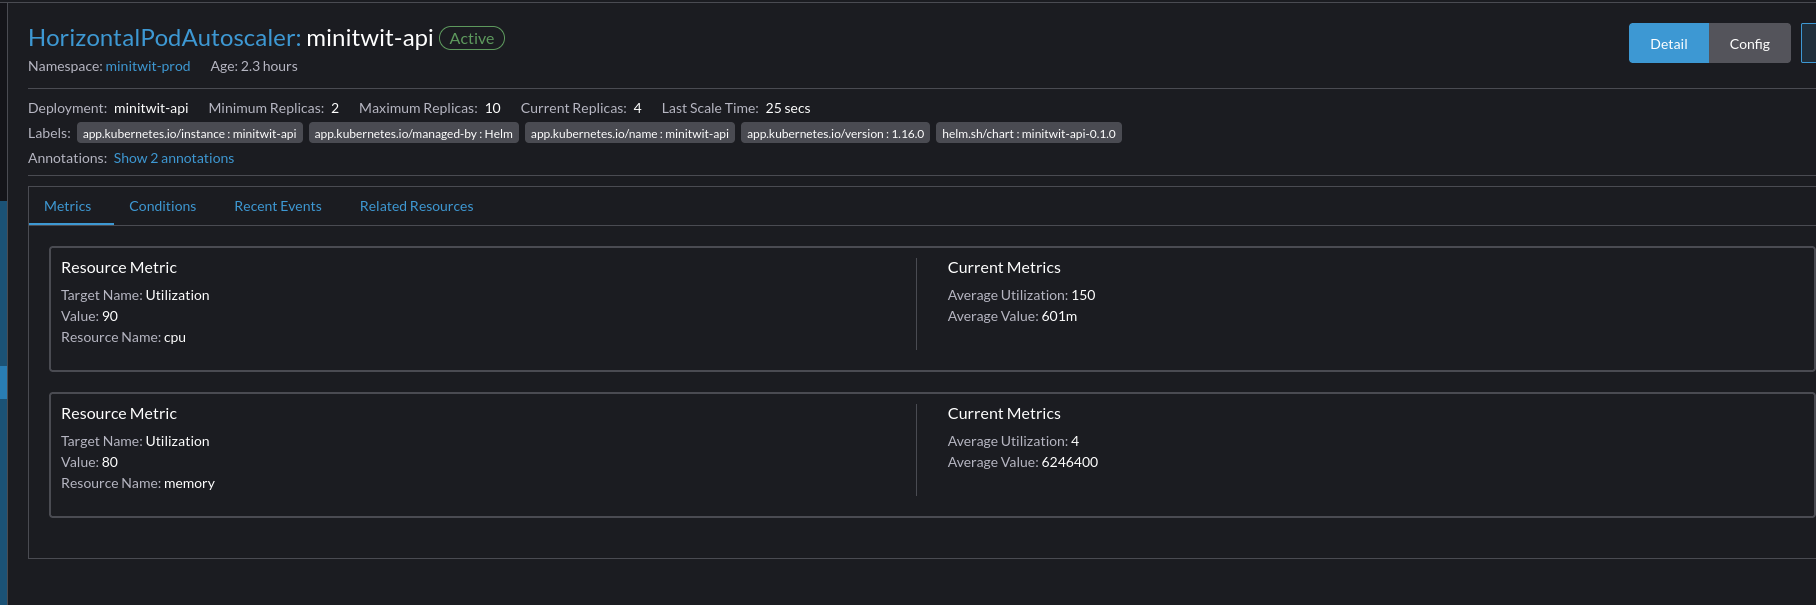 HorizontalPodAutoscaler: minitwit-api Active
Detail Config
Namespace: minitwit-prod Age: 2.3 hours
Deployment: minitwit-api Minimum Replicas: 2 Maximum Replicas: 10 Current Replicas: 4 Last Scale Time: 25 secs
Labels: app.kubernetes.io/instance : minitwit-api app.kubernetes.io/managed-by : Helm app.kubernetes.io/name : minitwit-api app.kubernetes.io/version : 1.16.0 helm.sh/chart : minitwit-api-0.1.0
Annotations: Show 2 annotations
Metrics Conditions Recent Events Related Resources
Resource Metric
Target Name: Utilization
Value: 90
Resource Name: cpu
Current Metrics
Average Utilization: 150
Average Value: 601m
Resource Metric
Target Name: Utilization
Value: 80
Resource Name: memory
Current Metrics
Average Utilization: 4
Average Value: 6246400